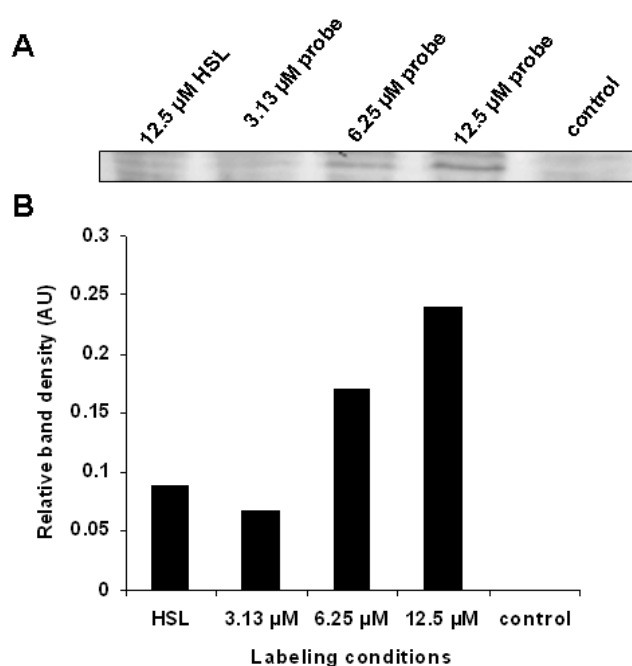 A
12.5 µM HSL
3.13 µM probe
6.25 µM probe
12.5 µM probe
control
B
0.3
0.25
0.2
0.15
0.1
0.05
0
Relative band density (AU)
HSL 3.13 µM 6.25 µM 12.5 µM control
Labeling conditions